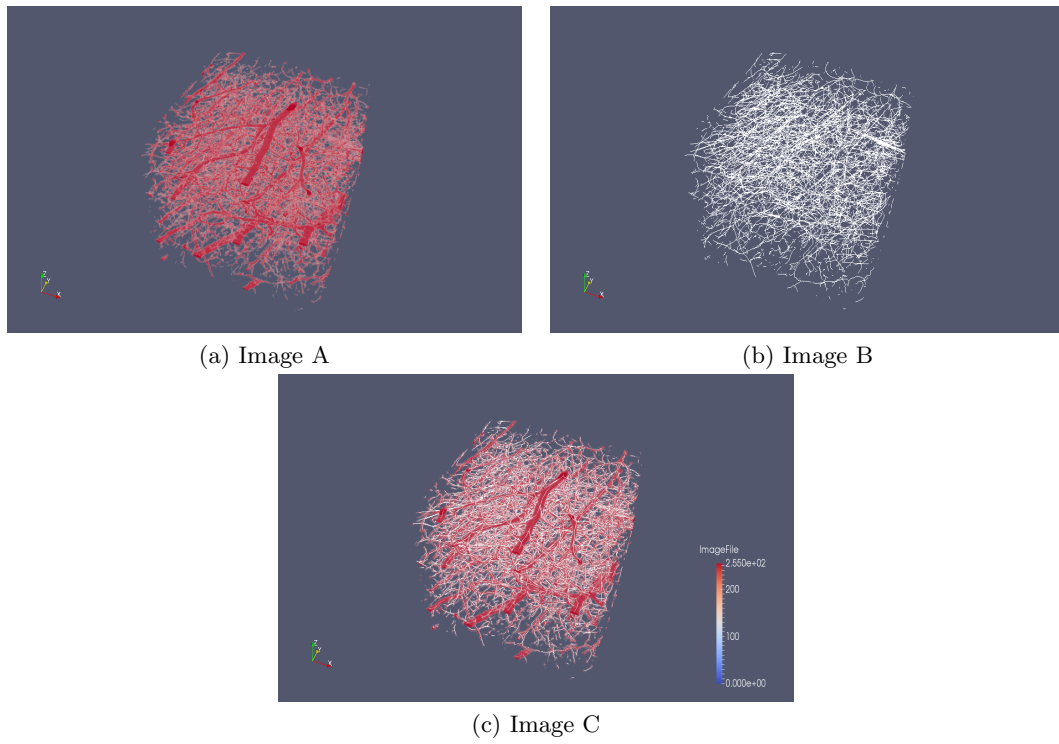 Z
Y
X
(a) Image A
Z
Y
X
(b) Image B
ImageFile
2.550e+02
200
100
0.000e+00
Z
Y
X
(c) Image C